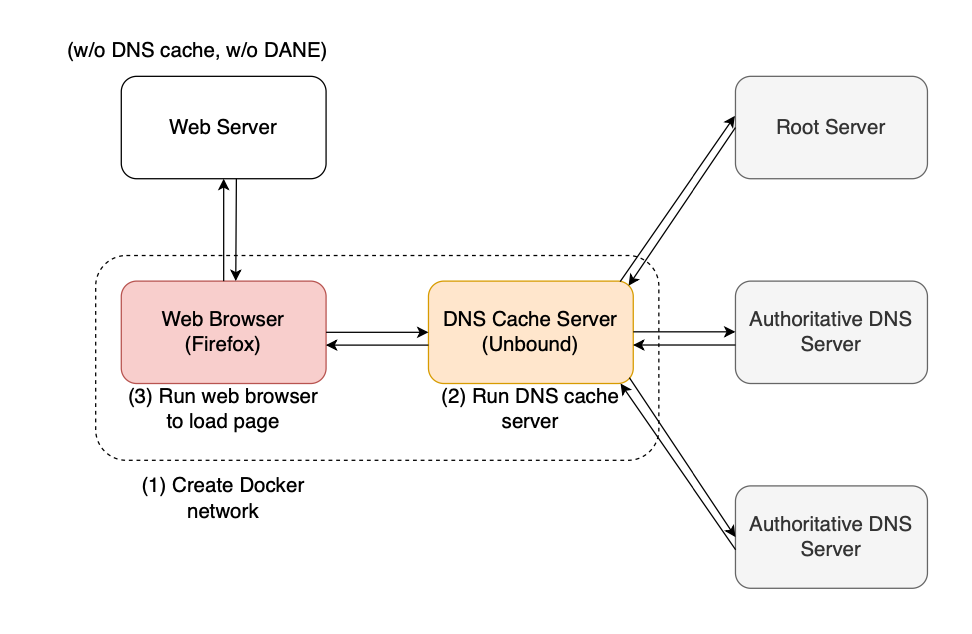 (w/o DNS cache, w/o DANE)
Web Server
Root Server
Web Browser
(Firefox)
DNS Cache Server
(Unbound)
Authoritative DNS
Server
(3) Run web browser
to load page
(2) Run DNS cache
server
(1) Create Docker
network
Authoritative DNS
Server